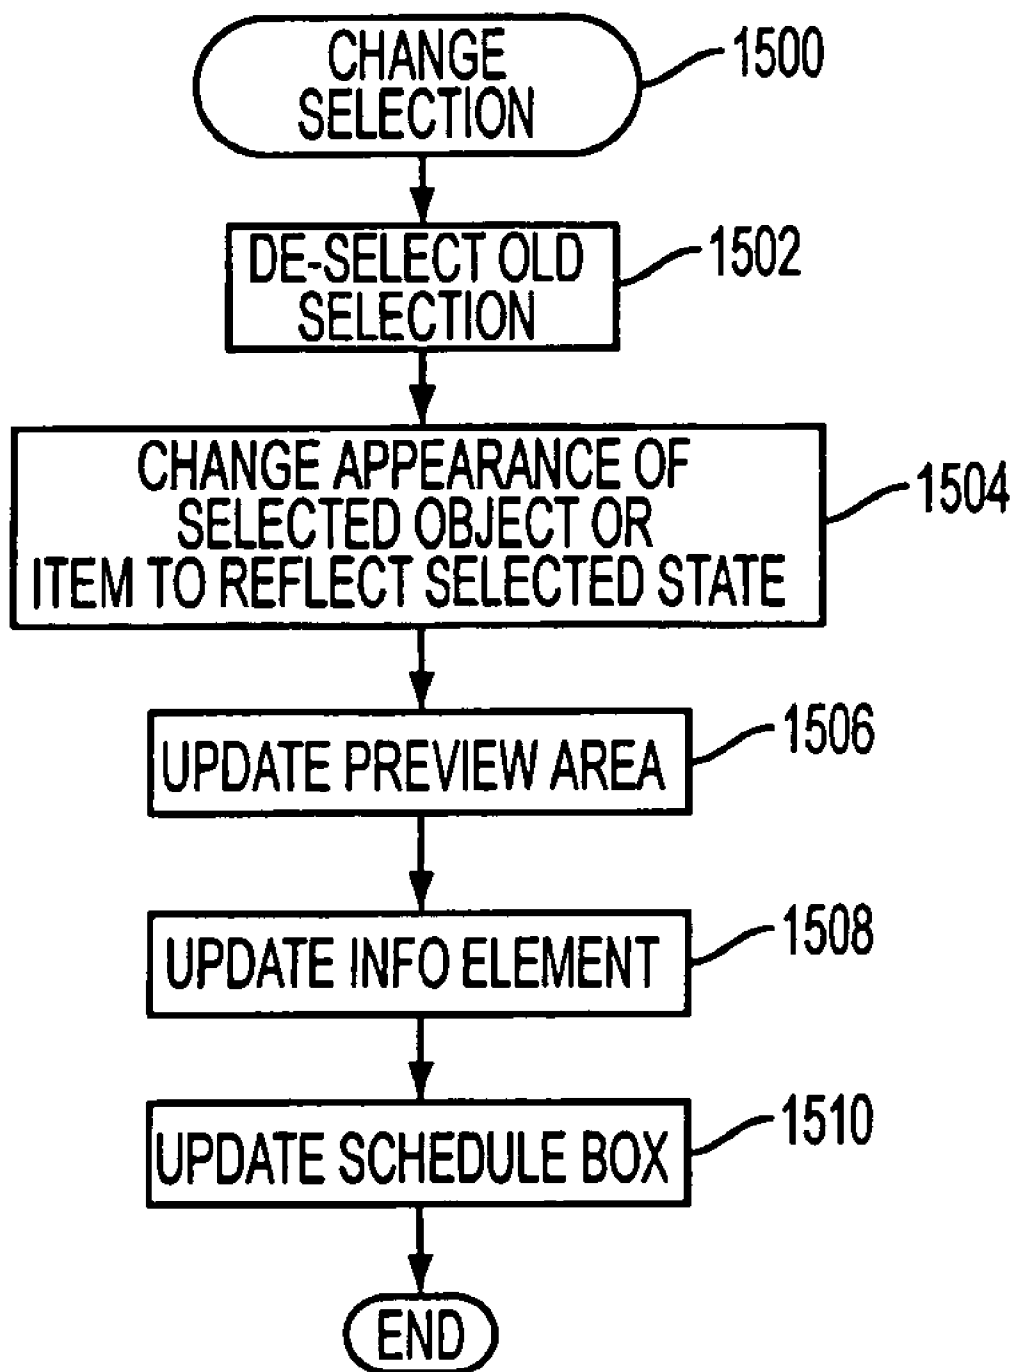 CHANGE
SELECTION
1500
DE-SELECT OLD
SELECTION
1502
CHANGE APPEARANCE OF
SELECTED OBJECT OR
ITEM TO REFLECT SELECTED STATE
1504
UPDATE PREVIEW AREA
1506
UPDATE INFO ELEMENT
1508
UPDATE SCHEDULE BOX
1510
END